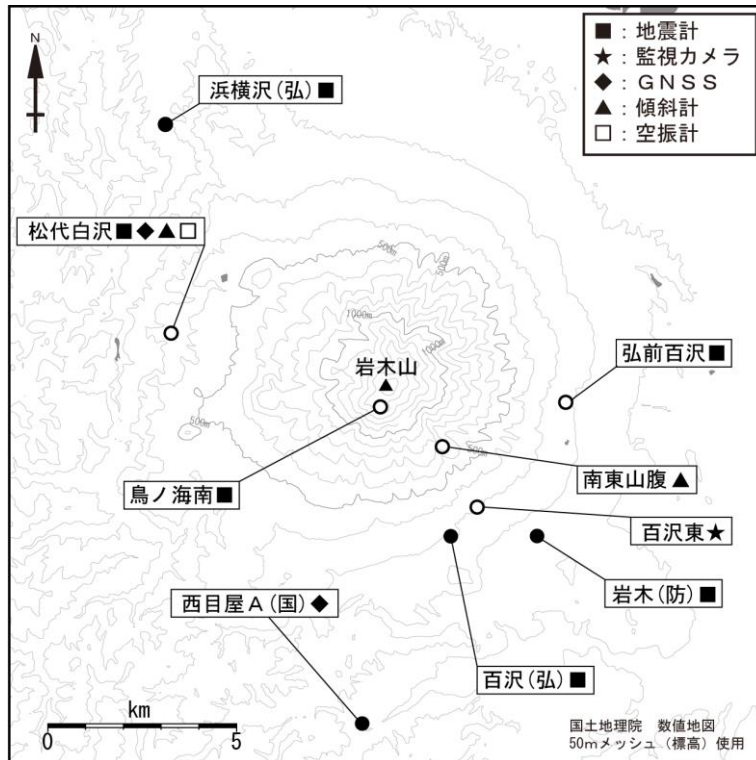 N
■：地震計
★：監視カメラ
◆：ＧＮＳＳ
▲：傾斜計
□：空振計
浜横沢(弘)■
松代白沢■◆▲□
500m
500m
1000m
1000m
岩木山
弘前百沢■
500m
500m
鳥ノ海南■
南東山腹▲
百沢東★
西目屋Ａ(国)◆
岩木(防)■
百沢(弘)■
km
0
5
国土地理院　数値地図
50mメッシュ（標高）使用